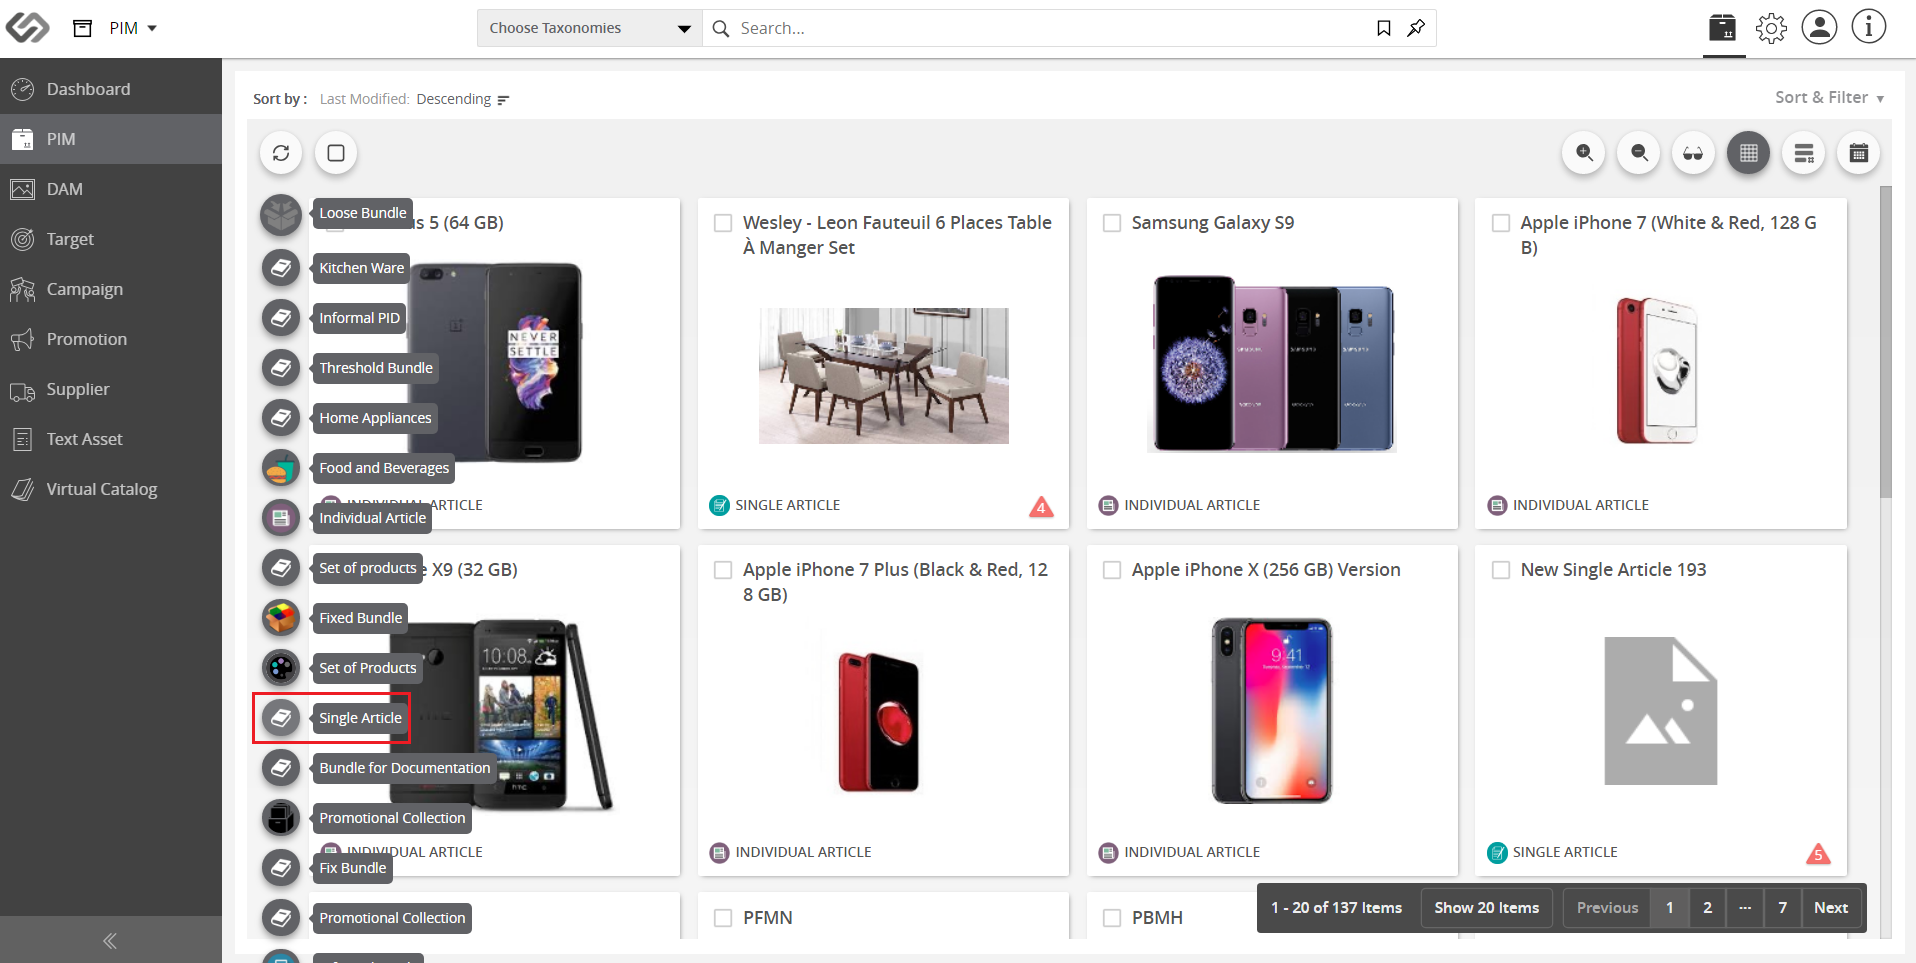 PIM
Choose Taxonomies
Search...
Dashboard
PIM
DAM
Target
Campaign
Promotion
Supplier
Text Asset
Virtual Catalog
Sort by : Last Modified: Descending
Sort & Filter
Loose Bundle
Kitchen Ware
Informal PID
Threshold Bundle
Home Appliances
Food and Beverages
Individual Article
Set of products
Fixed Bundle
Set of Products
Single Article
Bundle for Documentation
Promotional Collection
Fix Bundle
Promotional Collection
s 5 (64 GB)
NEVER
SETTLE
INDIVIDUAL ARTICLE
Wesley - Leon Fauteuil 6 Places Table
À Manger Set
SINGLE ARTICLE
4
Samsung Galaxy S9
INDIVIDUAL ARTICLE
Apple iPhone 7 (White & Red, 128 G
B)
INDIVIDUAL ARTICLE
X9 (32 GB)
10:08
hTC
INDIVIDUAL ARTICLE
Apple iPhone 7 Plus (Black & Red, 12
8 GB)
INDIVIDUAL ARTICLE
Apple iPhone X (256 GB) Version
9:41
INDIVIDUAL ARTICLE
New Single Article 193
SINGLE ARTICLE
5
PFMN
PBMH
1 - 20 of 137 Items
Show 20 Items
Previous
1
2
...
7
Next